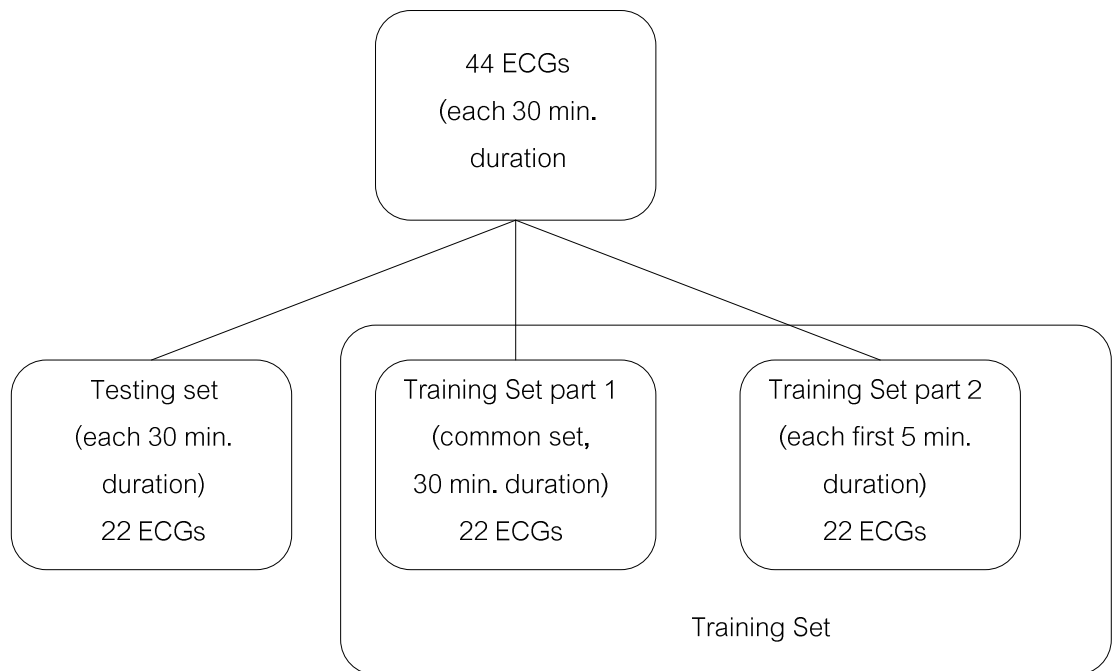 44 ECGs
(each 30 min.
duration
Testing set
(each 30 min.
duration)
22 ECGs
Training Set part 1
(common set,
30 min. duration)
22 ECGs
Training Set part 2
(each first 5 min.
duration)
22 ECGs
Training Set